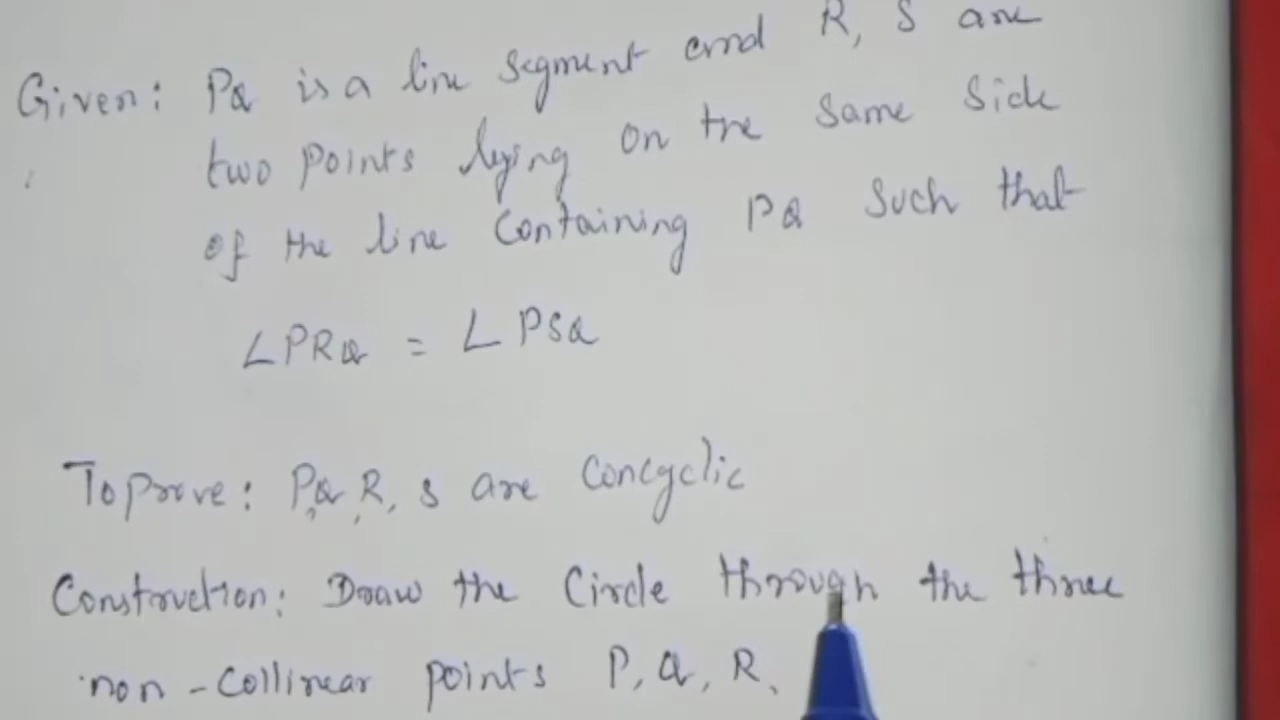 Given: PQ is a line segment and R, S are
two points lying on the same side
of the line containing PQ such that
∠PRQ = ∠PSQ
To prove: P,Q,R, S are concyclic
Construction: Draw the circle through the three
non-collinear points P, Q, R,